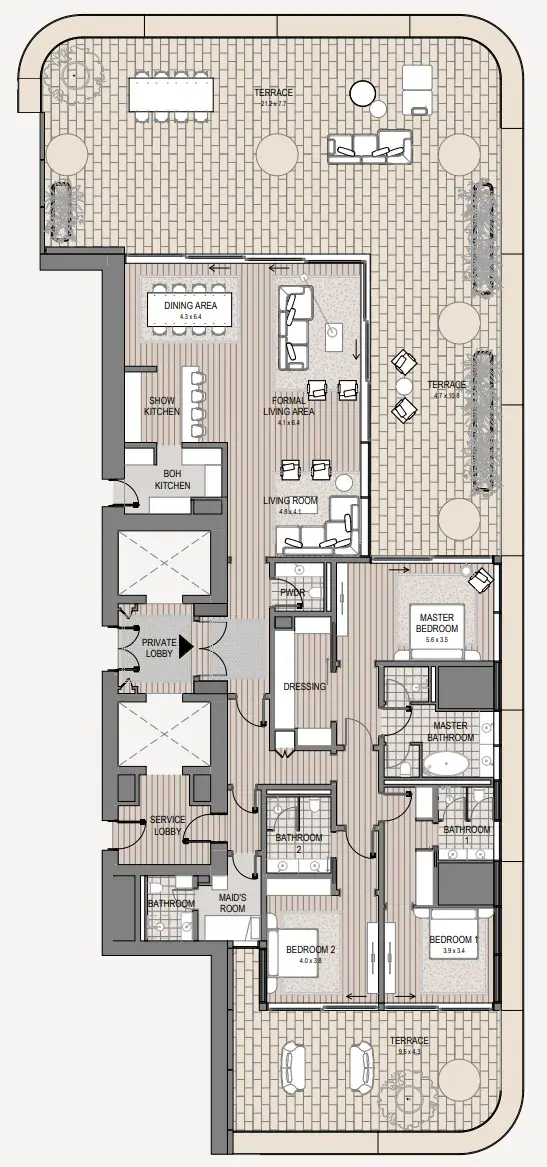 TERRACE
21.2 x 7.7
DINING AREA
4.3 x 6.4
TERRACE
4.7 x 10.8
SHOW
KITCHEN
FORMAL
LIVING AREA
4.1 x 6.4
BOH
KITCHEN
LIVING ROOM
4.8 x 4.1
PWDR
MASTER
BEDROOM
5.6 x 3.5
PRIVATE
LOBBY
DRESSING
MASTER
BATHROOM
SERVICE
LOBBY
BATHROOM
2
BATHROOM
1
BATHROOM
MAID'S
ROOM
BEDROOM 2
4.0 x 3.8
BEDROOM 1
3.9 x 3.4
TERRACE
9.5 x 4.3